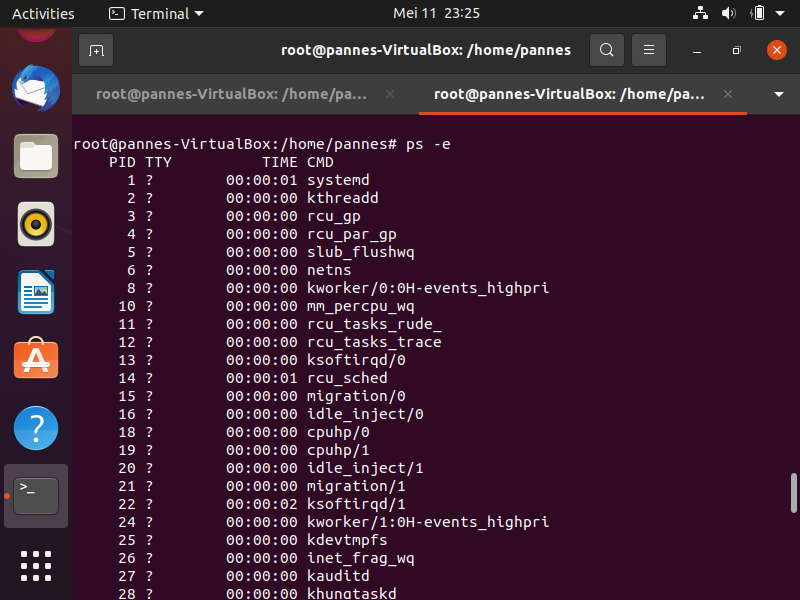 Activities Terminal Mei 11 23:25
root@pannes-VirtualBox: /home/pannes
root@pannes-VirtualBox: /home/pa... × root@pannes-VirtualBox: /home/pa... ×
root@pannes-VirtualBox:/home/pannes# ps -e
PID TTY TIME CMD
1 ? 00:00:01 systemd
2 ? 00:00:00 kthreadd
3 ? 00:00:00 rcu_gp
4 ? 00:00:00 rcu_par_gp
5 ? 00:00:00 slub_flushwq
6 ? 00:00:00 netns
8 ? 00:00:00 kworker/0:0H-events_highpri
10 ? 00:00:00 mm_percpu_wq
11 ? 00:00:00 rcu_tasks_rude_
12 ? 00:00:00 rcu_tasks_trace
13 ? 00:00:00 ksoftirqd/0
14 ? 00:00:01 rcu_sched
15 ? 00:00:00 migration/0
16 ? 00:00:00 idle_inject/0
18 ? 00:00:00 cpuhp/0
19 ? 00:00:00 cpuhp/1
20 ? 00:00:00 idle_inject/1
21 ? 00:00:00 migration/1
22 ? 00:00:02 ksoftirqd/1
24 ? 00:00:00 kworker/1:0H-events_highpri
25 ? 00:00:00 kdevtmpfs
26 ? 00:00:00 inet_frag_wq
27 ? 00:00:00 kauditd
28 ? 00:00:00 khungtaskd